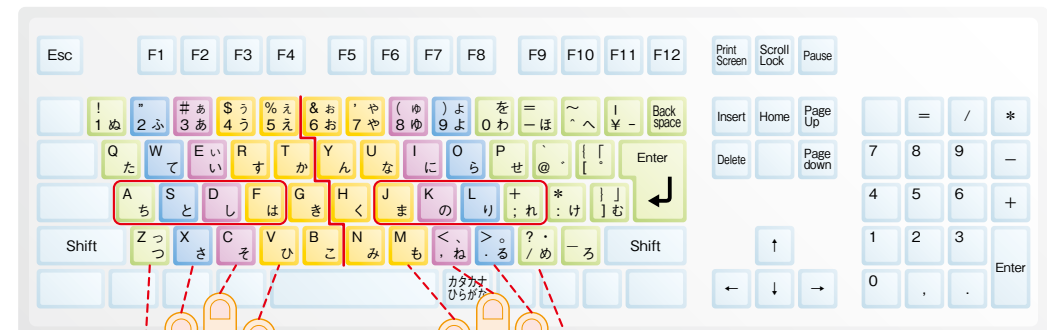 Esc F1 F2 F3 F4 F5 F6 F7 F8 F9 F10 F11 F12 Print Screen Scroll Lock Pause
! 1 ぬ " 2 ふ # ぁ 3 あ $ ぅ 4 う % ぇ 5 え & ぉ 6 お ' ゃ 7 や ( ゅ 8 ゆ ) ょ 9 よ を 0 わ = - ほ ~ ^ へ | ¥ - Back space Insert Home Page Up = / *
Q た W て E ぃ い R す T か Y ん U な I に O ら P せ ` @ ゛ { 「 [ ゜ Enter Delete Page down 7 8 9 -
A ち S と D し F は G き H く J ま K の L り + ; れ * : け } 」 ] む 4 5 6 +
Shift Z っ つ X さ C そ V ひ B こ N み M も < 、 , ね > 。 . る ? ・ / め _ ろ Shift ↑ 1 2 3 Enter
カタカナ ← ↓ → 0 , .
ひらがな